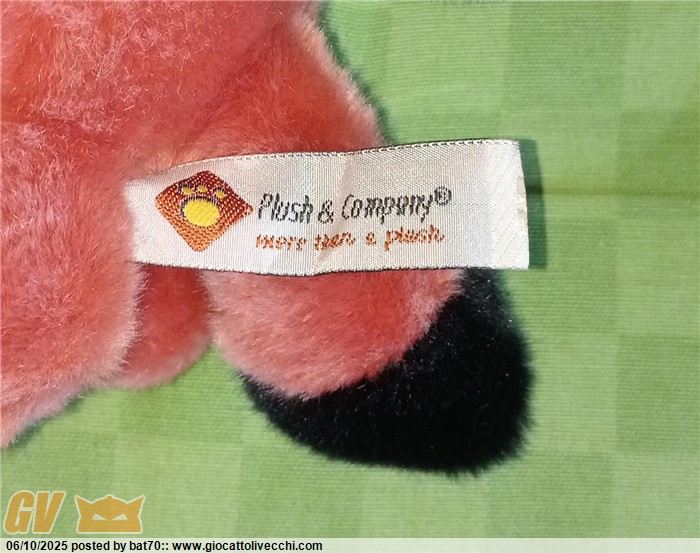 Plush & Company®
more than a plush
GV
06/10/2025 posted by bat70:: www.giocattolivecchi.com